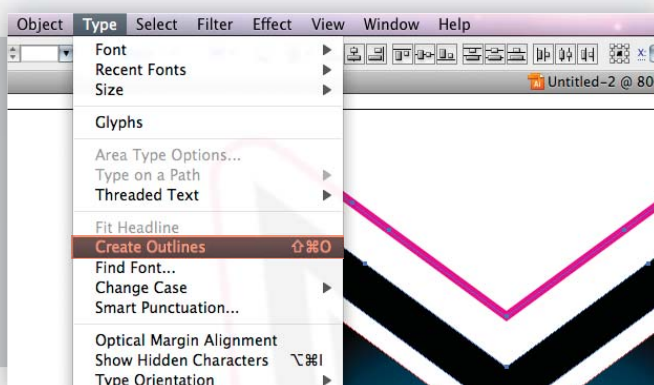 Object Type Select Filter Effect View Window Help
X:
Untitled-2 @ 80
Font
Recent Fonts
Size
Glyphs
Area Type Options...
Type on a Path
Threaded Text
Fit Headline
Create Outlines ⇧⌘O
Find Font...
Change Case
Smart Punctuation...
Optical Margin Alignment
Show Hidden Characters ⌥⌘I
Type Orientation